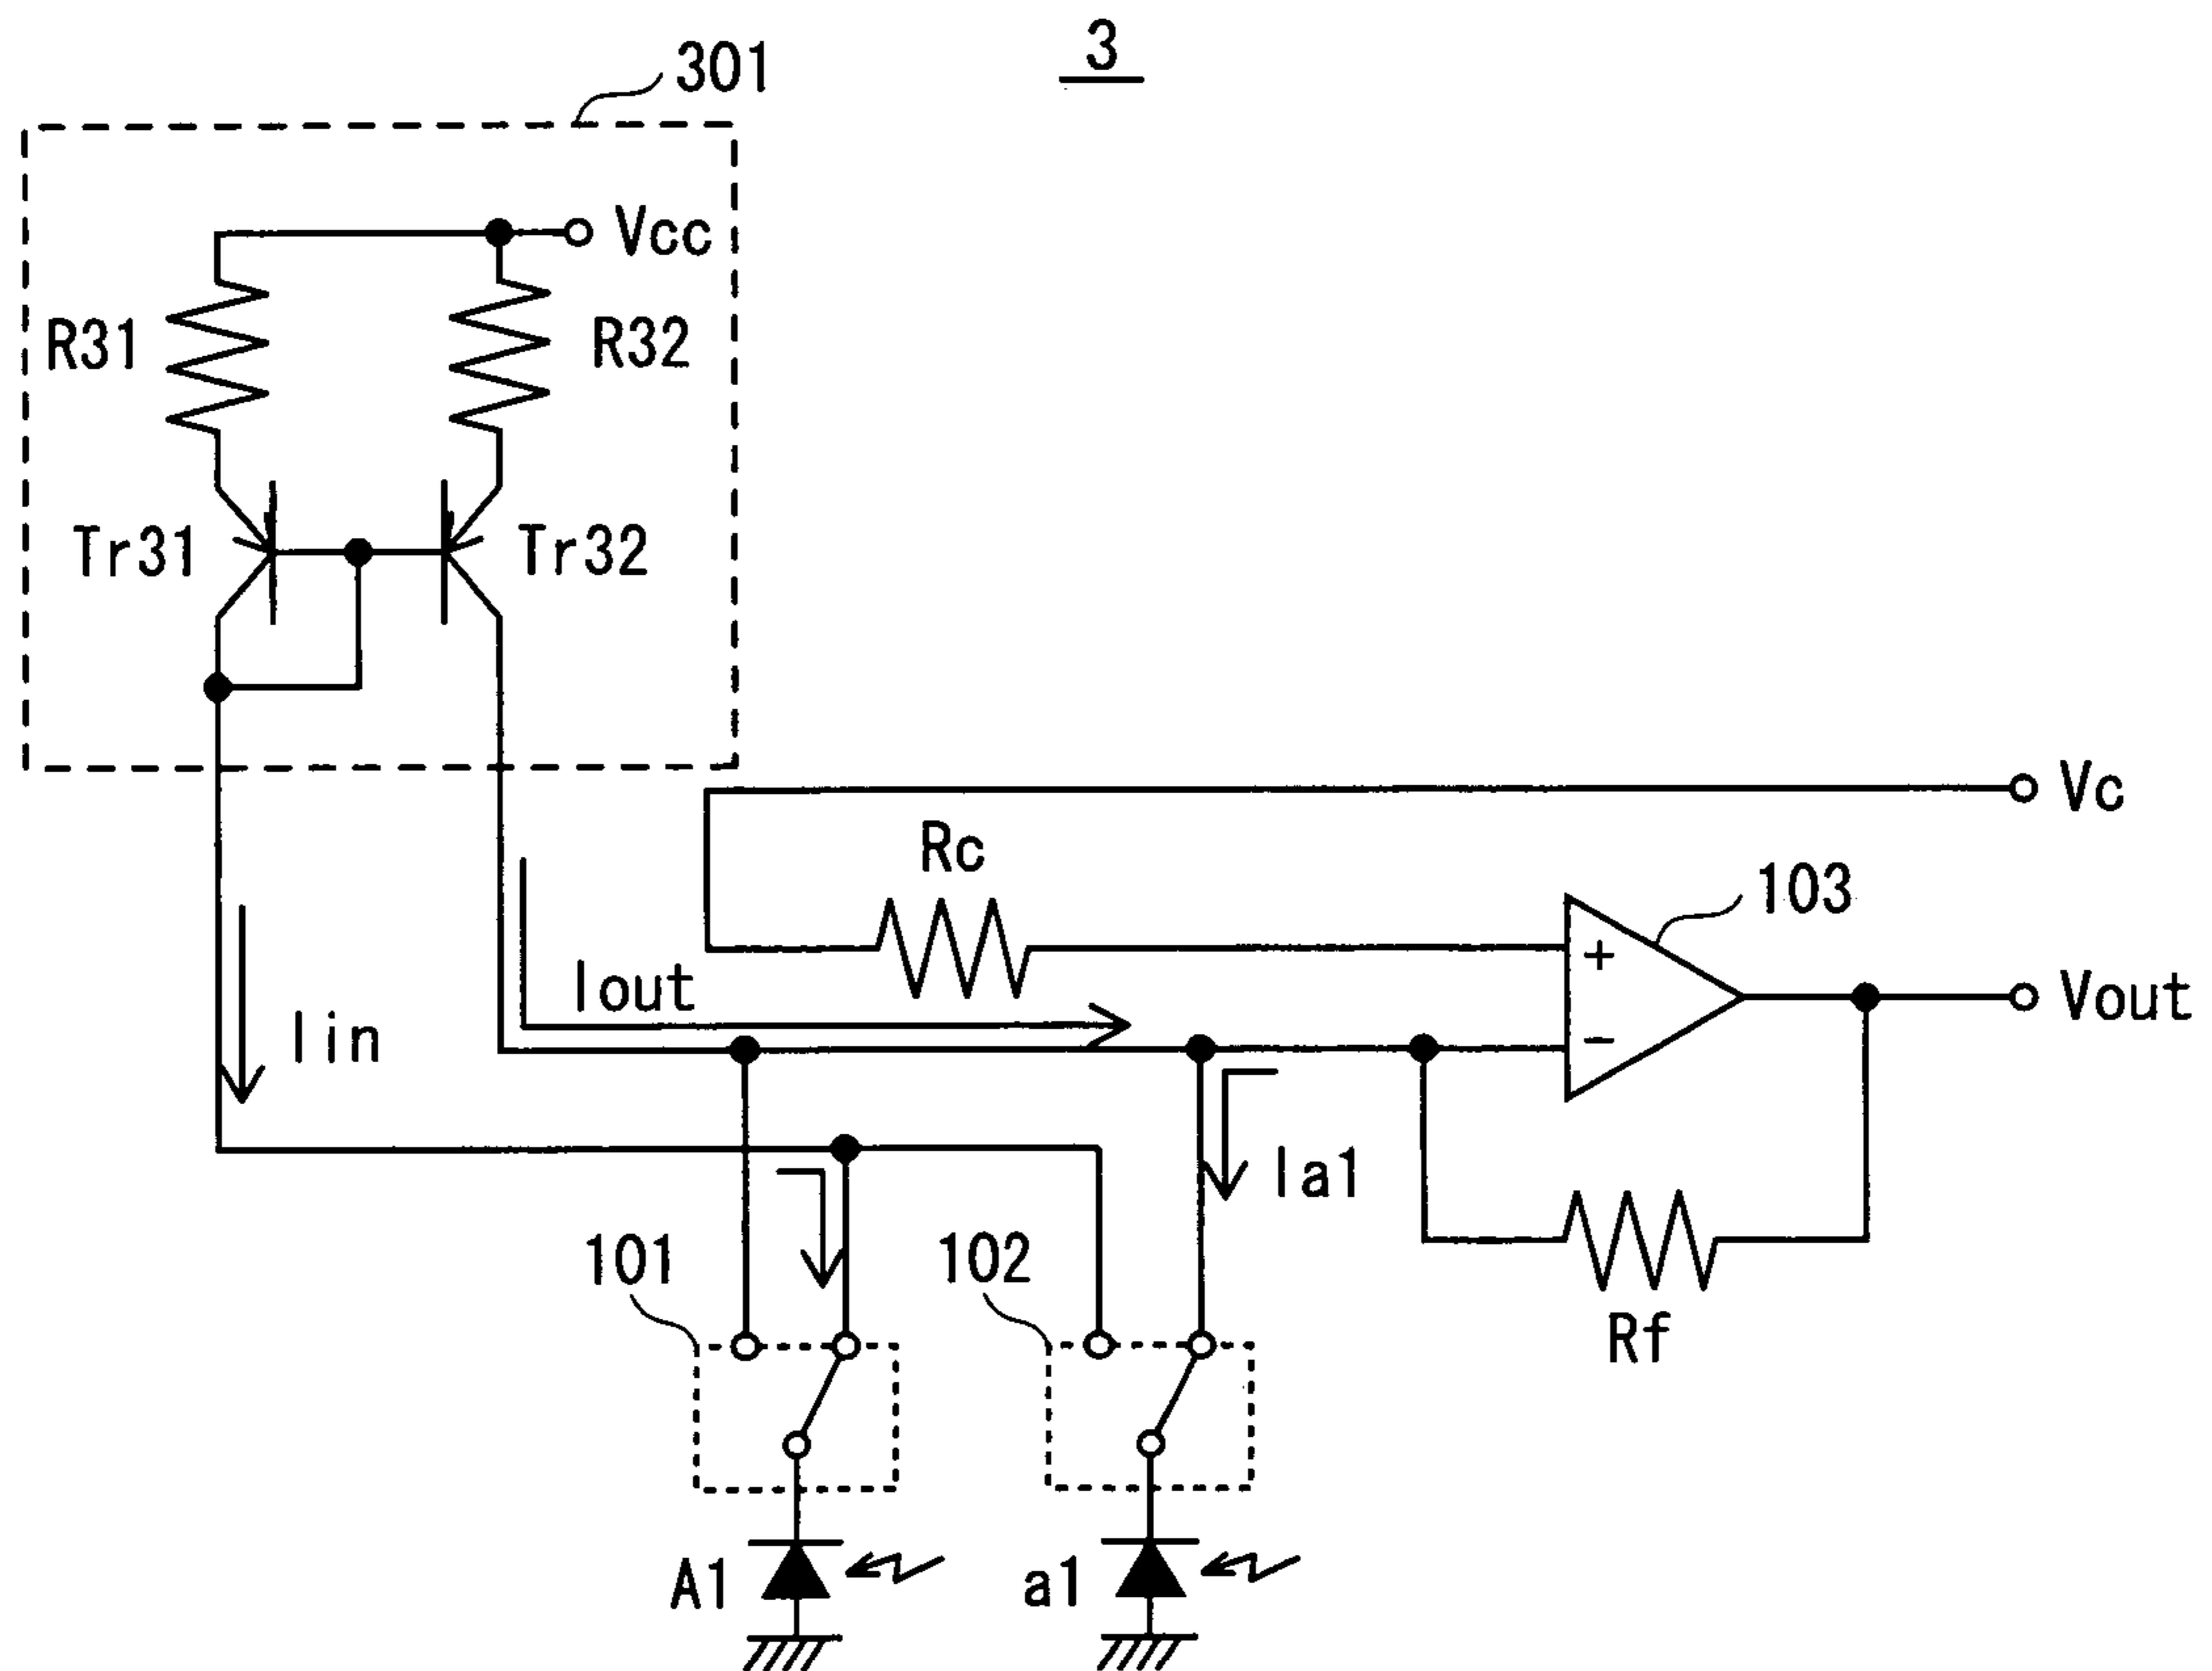 3
301
Vcc
R31
R32
Tr31
Tr32
Vc
Rc
103
+
Iout
Vout
Iin
−
Ia1
101
102
Rf
A1
a1